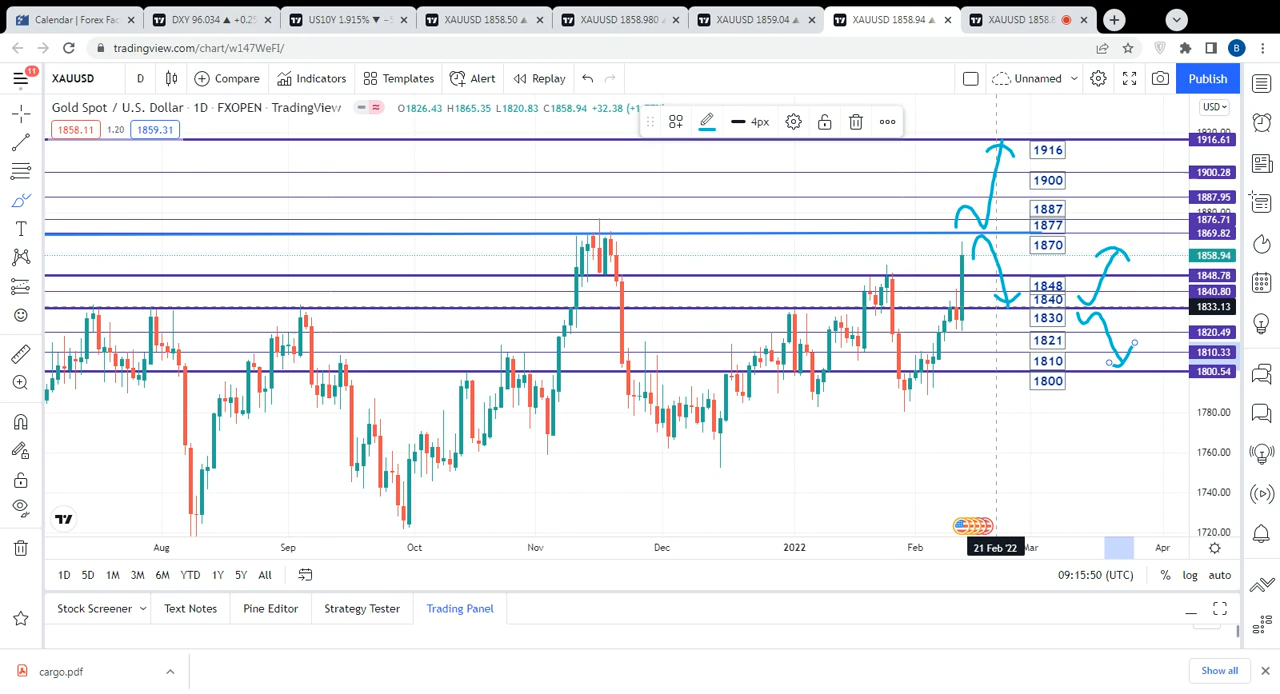 Calendar | Forex Fac
DXY 96.034 ▲ +0.25
US10Y 1.915% ▼ −
XAUUSD 1858.50 ▲
XAUUSD 1858.980 ▲
XAUUSD 1859.04 ▲
XAUUSD 1858.94 ▲
XAUUSD 1858.8
tradingview.com/chart/w147WeFI/
B
11
XAUUSD
D
Compare
Indicators
Templates
Alert
Replay
Unnamed
Publish
Gold Spot / U.S. Dollar · 1D · FXOPEN · TradingView
O1826.43 H1865.35 L1820.83 C1858.94 +32.38
USD
1858.11
1.20
1859.31
4px
1916.61
1916
1900.28
1900
1887.95
1887
1876.71
1877
1869.82
1870
1858.94
1848.78
1848
1840.80
1840
1833.13
1830
1820.49
1821
1810.33
1810
1800.54
1800
1780.00
1760.00
1740.00
1720.00
Aug
Sep
Oct
Nov
Dec
2022
Feb
21 Feb '22
Mar
Apr
1D
5D
1M
3M
6M
YTD
1Y
5Y
All
09:15:50 (UTC)
%
log
auto
Stock Screener
Text Notes
Pine Editor
Strategy Tester
Trading Panel
cargo.pdf
Show all